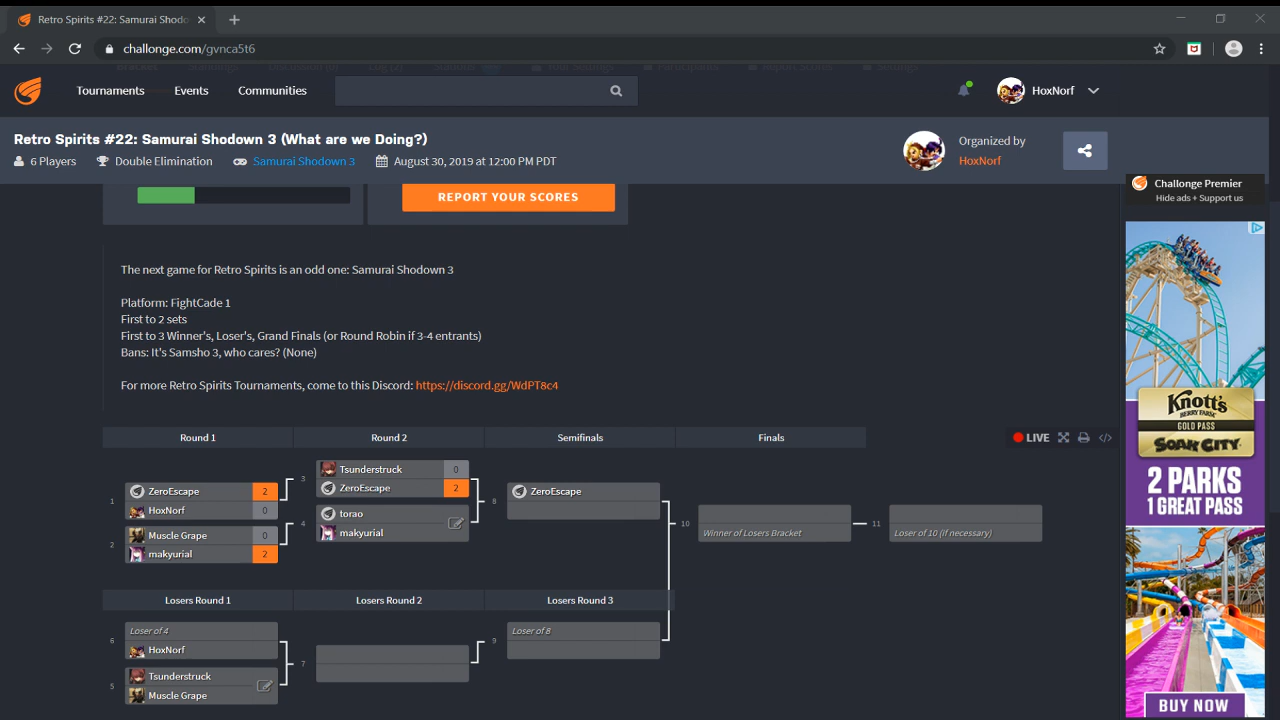 Retro Spirits #22: Samurai Shodo
challonge.com/gvnca5t6
Tournaments
Events
Communities
HoxNorf
Retro Spirits #22: Samurai Shodown 3 (What are we Doing?)
6 Players
Double Elimination
Samurai Shodown 3
August 30, 2019 at 12:00 PM PDT
Organized by
HoxNorf
REPORT YOUR SCORES
Challonge Premier
Hide ads + Support us
The next game for Retro Spirits is an odd one: Samurai Shodown 3
Platform: FightCade 1
First to 2 sets
First to 3 Winner's, Loser's, Grand Finals (or Round Robin if 3-4 entrants)
Bans: It's Samsho 3, who cares? (None)
For more Retro Spirits Tournaments, come to this Discord: https://discord.gg/WdPT8c4
Round 1
Round 2
Semifinals
Finals
LIVE
1
ZeroEscape 2
HoxNorf 0
2
Muscle Grape 0
makyurial 2
3
Tsunderstruck 0
ZeroEscape 2
4
torao
makyurial
8
ZeroEscape
10
Winner of Losers Bracket
11
Loser of 10 (if necessary)
Losers Round 1
Losers Round 2
Losers Round 3
6
Loser of 4
HoxNorf
5
Tsunderstruck
Muscle Grape
7
9
Loser of 8
Knott's
BERRY FARM
GOLD PASS
SOAK CITY
2 PARKS
1 GREAT PASS
BUY NOW